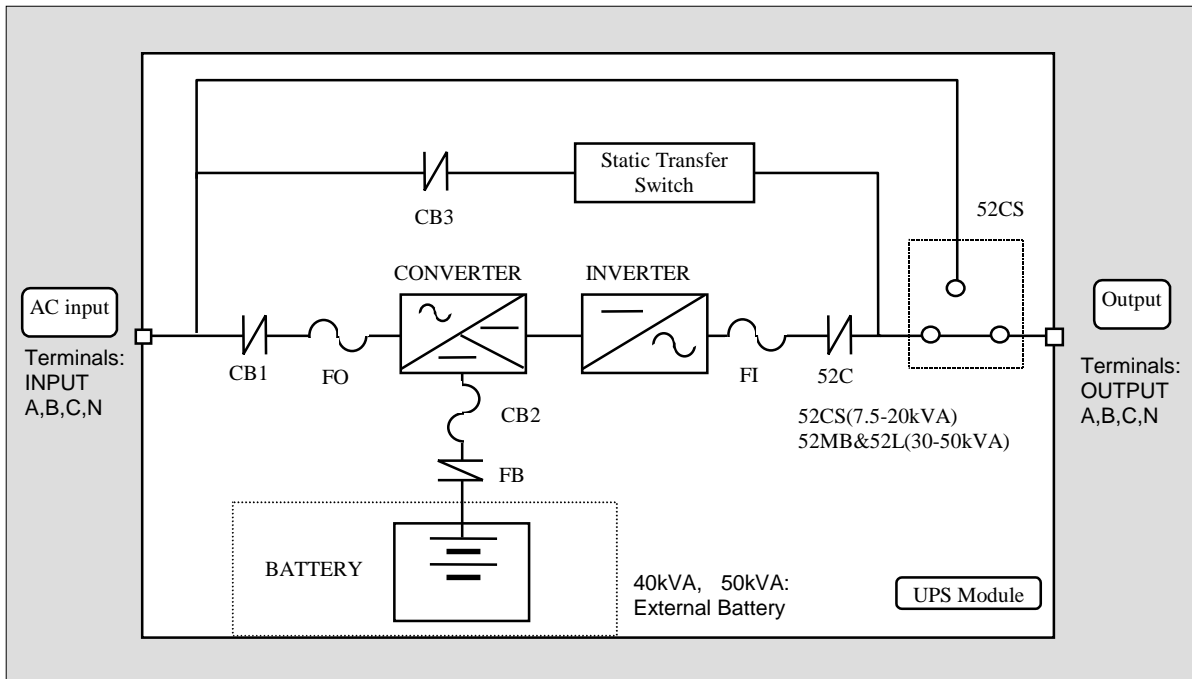 Static Transfer
Switch
CB3
52CS
CONVERTER
INVERTER
AC input
Output
Terminals:
INPUT
A,B,C,N
CB1
FO
FI
52C
Terminals:
OUTPUT
A,B,C,N
CB2
52CS(7.5-20kVA)
52MB&52L(30-50kVA)
FB
BATTERY
40kVA, 50kVA:
External Battery
UPS Module